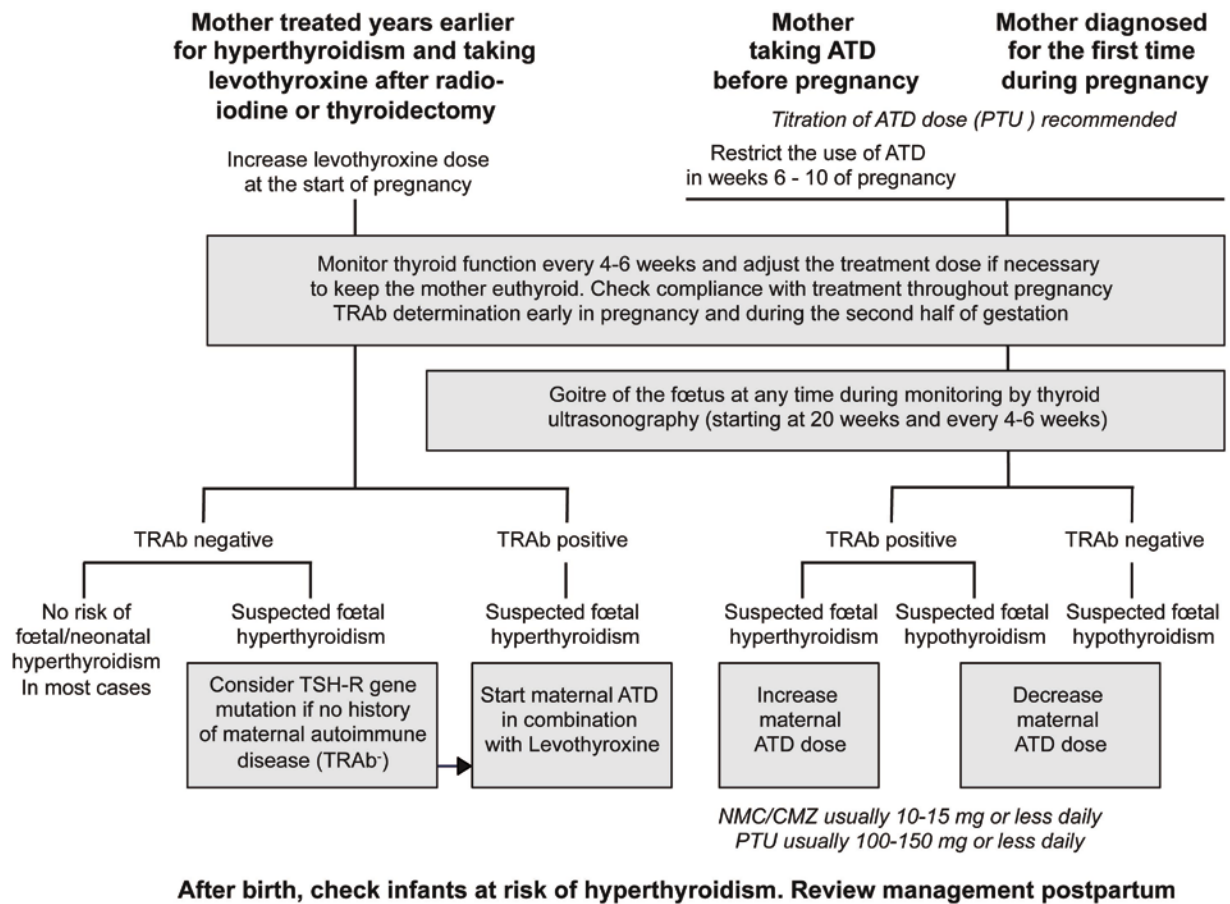 Mother treated years earlier
for hyperthyroidism and taking
levothyroxine after radio-
iodine or thyroidectomy
Increase levothyroxine dose
at the start of pregnancy
Mother
taking ATD
before pregnancy
Mother diagnosed
for the first time
during pregnancy
Titration of ATD dose (PTU ) recommended
Restrict the use of ATD
in weeks 6 - 10 of pregnancy
Monitor thyroid function every 4-6 weeks and adjust the treatment dose if necessary
to keep the mother euthyroid. Check compliance with treatment throughout pregnancy
TRAb determination early in pregnancy and during the second half of gestation
Goitre of the fœtus at any time during monitoring by thyroid
ultrasonography (starting at 20 weeks and every 4-6 weeks)
TRAb negative
TRAb positive
TRAb positive
TRAb negative
No risk of
fœtal/neonatal
hyperthyroidism
In most cases
Suspected fœtal
hyperthyroidism
Suspected fœtal
hyperthyroidism
Suspected fœtal
hyperthyroidism
Suspected fœtal
hypothyroidism
Suspected fœtal
hypothyroidism
Consider TSH-R gene
mutation if no history
of maternal autoimmune
disease (TRAb⁻)
Start maternal ATD
in combination
with Levothyroxine
Increase
maternal
ATD dose
Decrease
maternal
ATD dose
NMC/CMZ usually 10-15 mg or less daily
PTU usually 100-150 mg or less daily
After birth, check infants at risk of hyperthyroidism. Review management postpartum